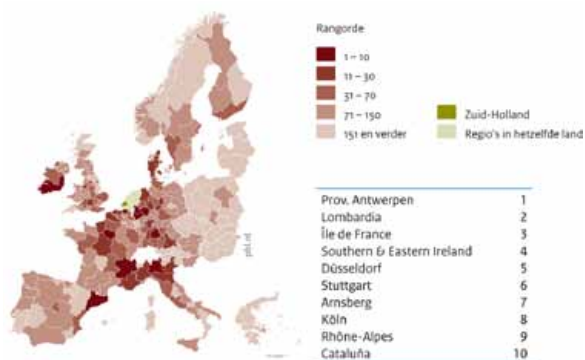 Rangorde
1 – 10
11 – 30
31 – 70
71 – 150
151 en verder
Zuid-Holland
Regio's in hetzelfde land
pbl.nl
Prov. Antwerpen 1
Lombardia 2
Île de France 3
Southern & Eastern Ireland 4
Düsseldorf 5
Stuttgart 6
Arnsberg 7
Köln 8
Rhône-Alpes 9
Cataluña 10